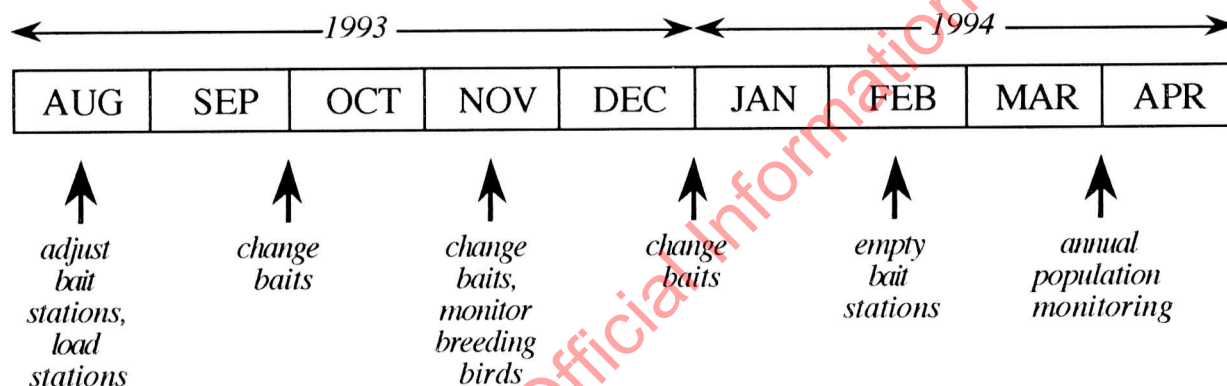 1993
1994
AUG SEP OCT NOV DEC JAN FEB MAR APR
adjust
bait
stations,
load
stations
change
baits
change
baits,
monitor
breeding
birds
change
baits
empty
bait
stations
annual
population
monitoring
Official Information